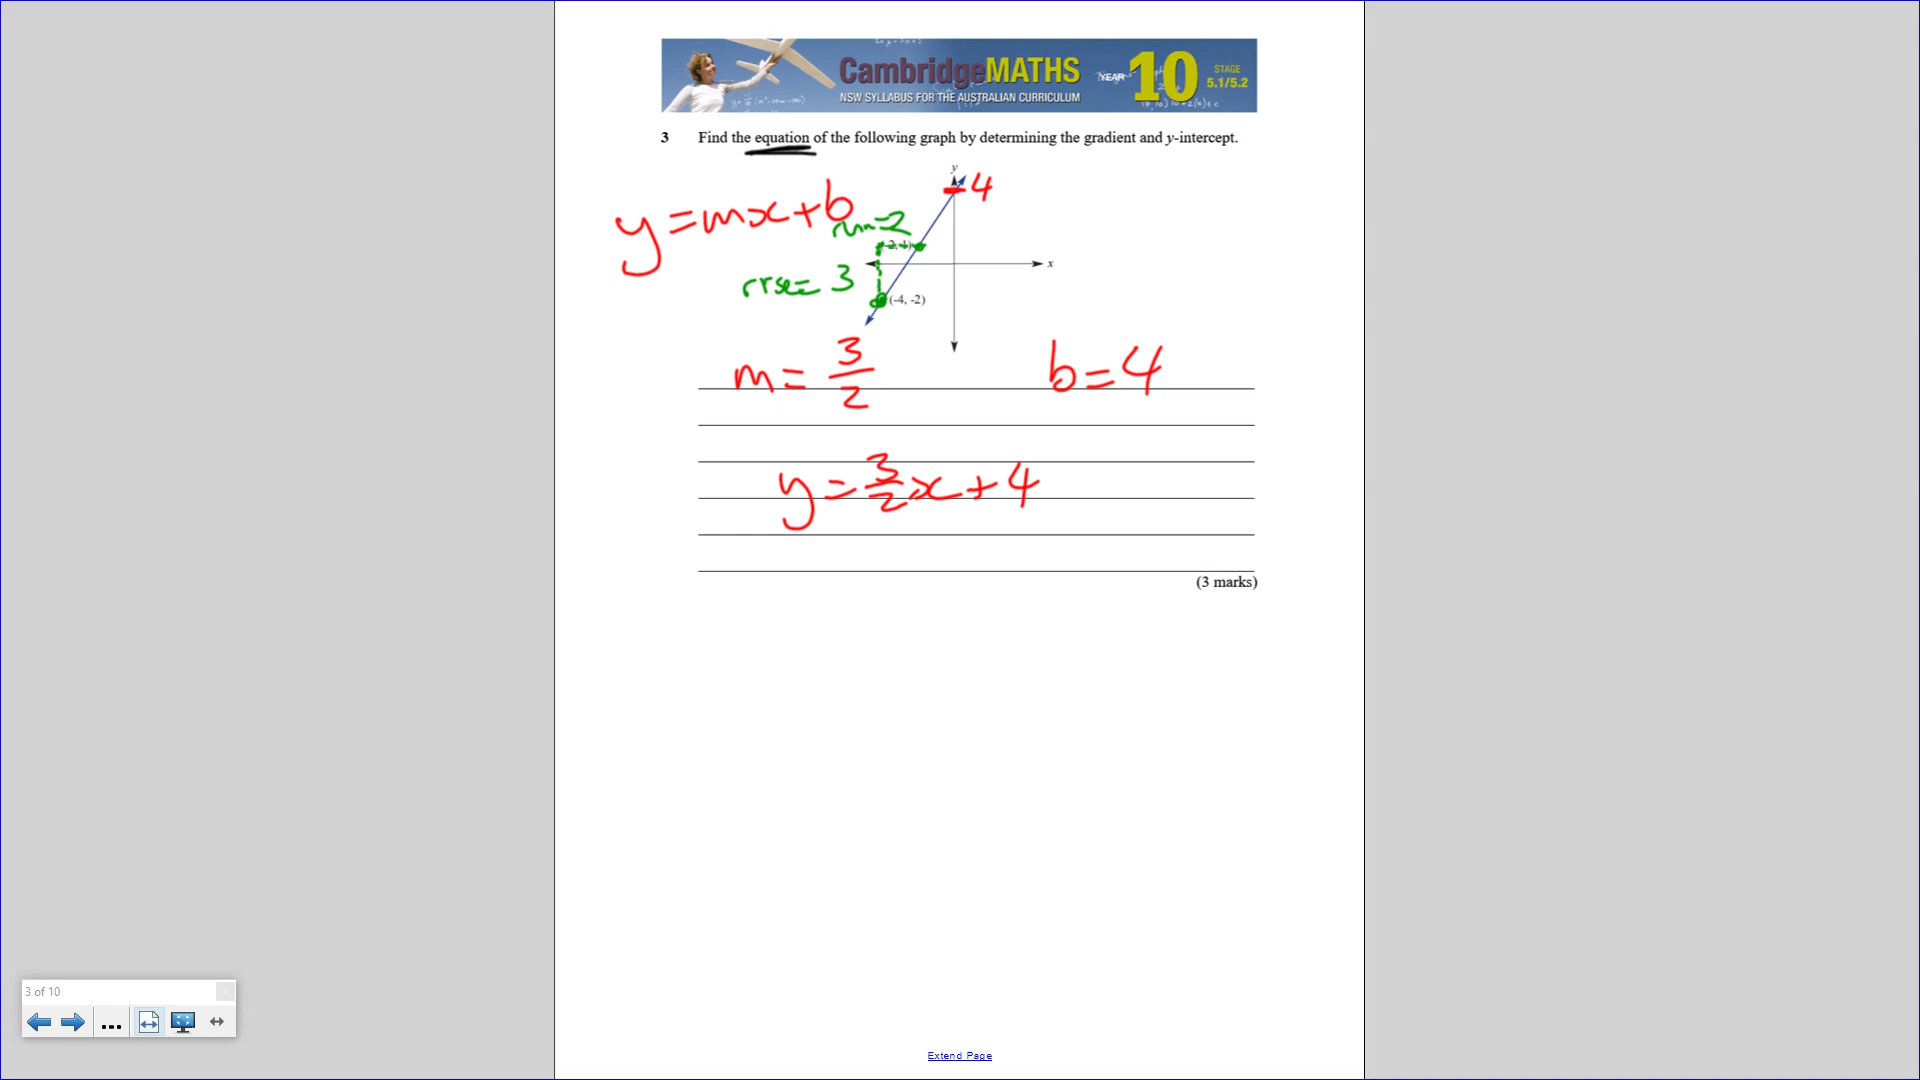 CambridgeMATHS YEAR 10 STAGE 5.1/5.2
NSW SYLLABUS FOR THE AUSTRALIAN CURRICULUM
3 Find the equation of the following graph by determining the gradient and y-intercept.
y
4
y=mx+b
run=2
x
rise= 3
(-4, -2)
m= 3/2
b=4
y=3/2x+4
(3 marks)
3 of 10
...
Extend Page